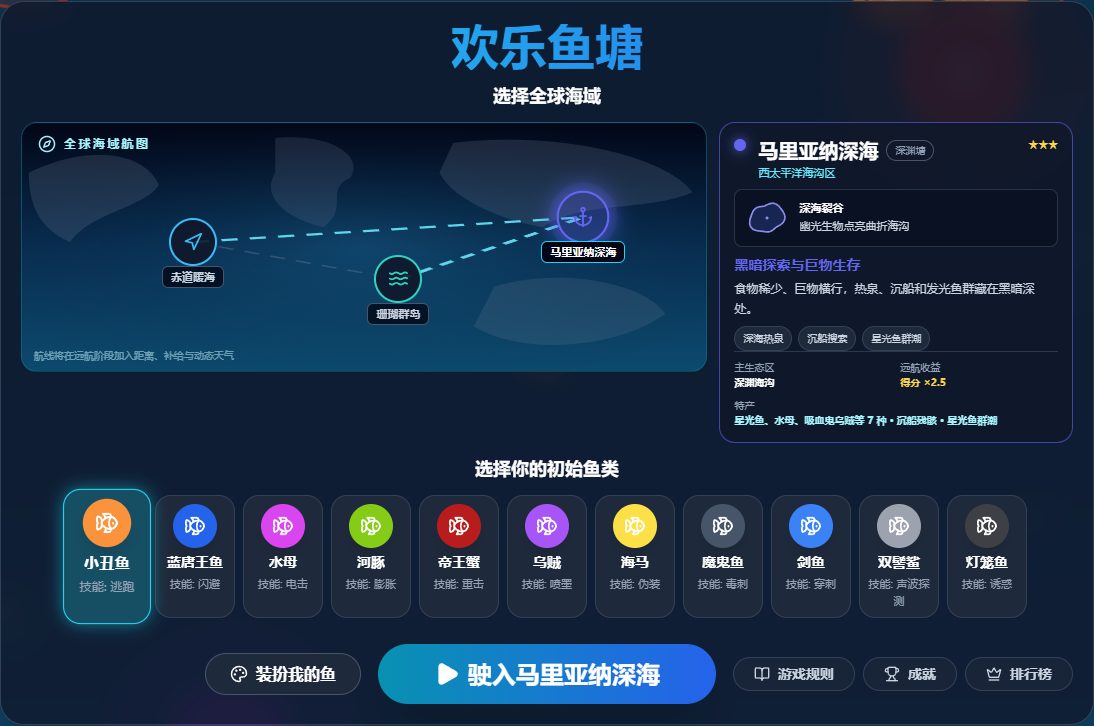 欢乐鱼塘
选择全球海域
全球海域航图
赤道暖海
珊瑚群岛
马里亚纳深海
航线将在远航阶段加入距离、补给与动态天气
马里亚纳深海 深渊塘 ★★★
西太平洋海沟区
深海裂谷
幽光生物点亮曲折海沟
黑暗探索与巨物生存
食物稀少、巨物横行，热泉、沉船和发光鱼群藏在黑暗深
处。
深海热泉 沉船搜索 星光鱼群潮
主生态区 远航收益
深渊海沟 得分 ×2.5
特产
星光鱼、水母、吸血鬼乌贼等 7 种 • 沉船残骸 • 星光鱼群潮
选择你的初始鱼类
小丑鱼 蓝唐王鱼 水母 河豚 帝王蟹 乌贼 海马 魔鬼鱼 剑鱼 双髻鲨 灯笼鱼
技能: 逃跑 技能: 闪避 技能: 电击 技能: 膨胀 技能: 重击 技能: 喷墨 技能: 伪装 技能: 毒刺 技能: 穿刺 技能: 声波探 技能: 诱惑
测
装扮我的鱼 驶入马里亚纳深海 游戏规则 成就 排行榜